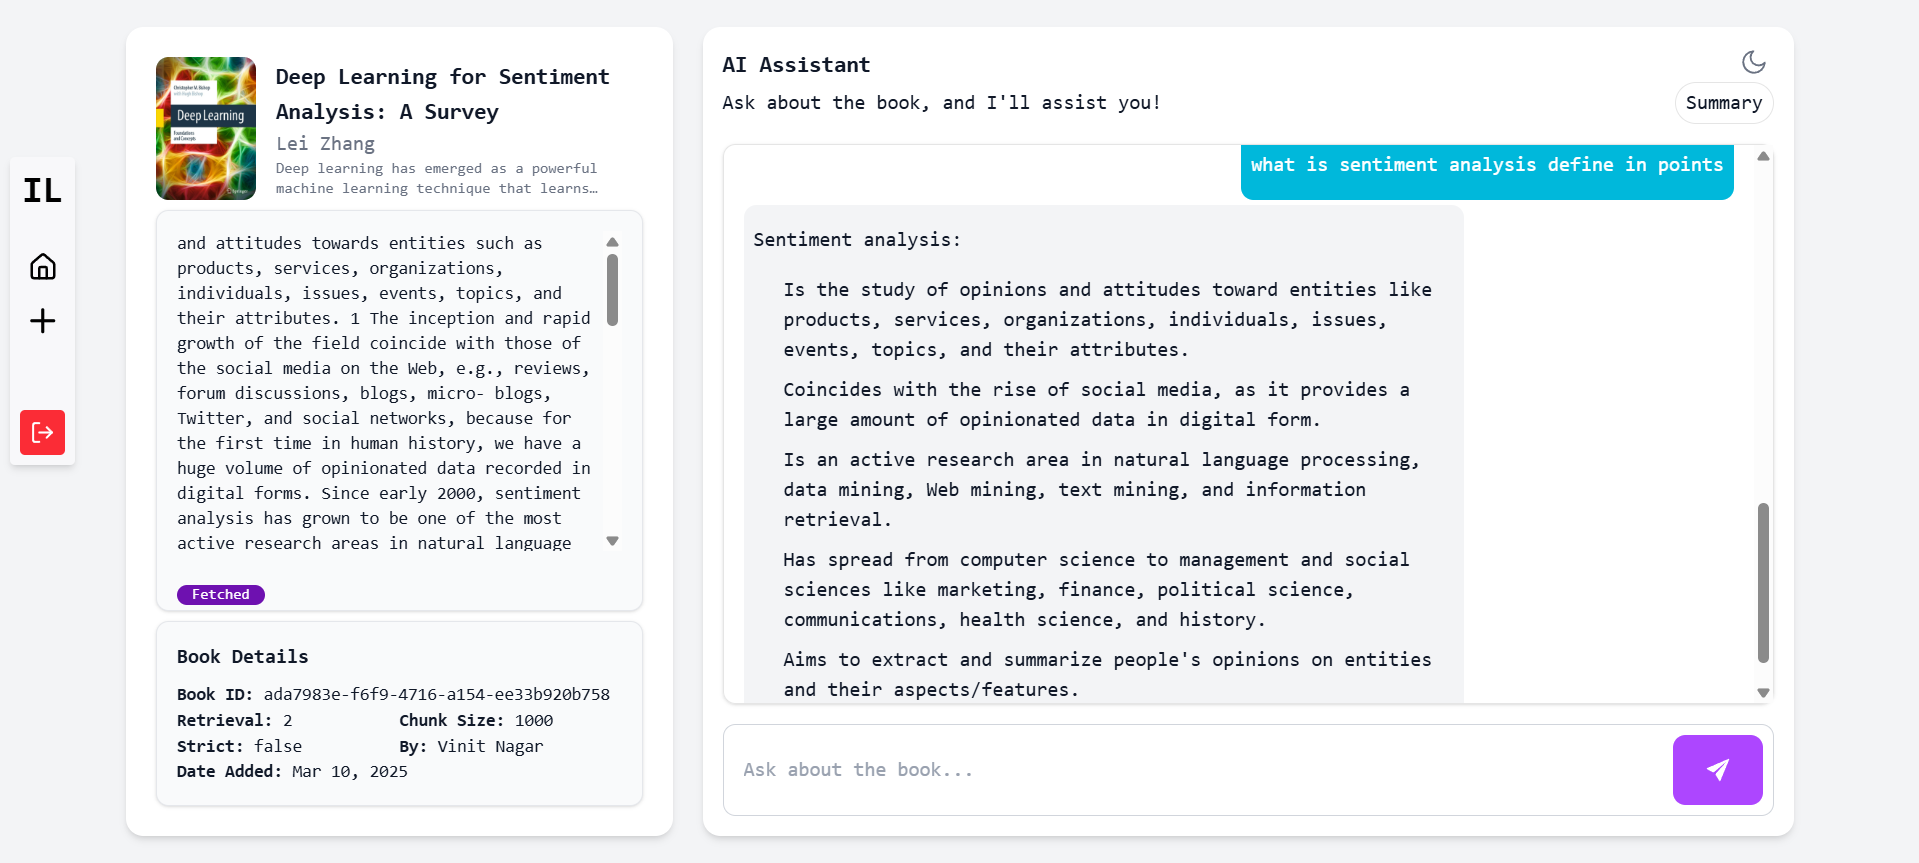 IL
Christopher M. Bishop
with Hugh Bishop
Deep Learning
Foundations
and Concepts
Springer
Deep Learning for Sentiment
Analysis: A Survey
Lei Zhang
Deep learning has emerged as a powerful
machine learning technique that learns…
and attitudes towards entities such as
products, services, organizations,
individuals, issues, events, topics, and
their attributes. 1 The inception and rapid
growth of the field coincide with those of
the social media on the Web, e.g., reviews,
forum discussions, blogs, micro- blogs,
Twitter, and social networks, because for
the first time in human history, we have a
huge volume of opinionated data recorded in
digital forms. Since early 2000, sentiment
analysis has grown to be one of the most
active research areas in natural language
Fetched
Book Details
Book ID: ada7983e-f6f9-4716-a154-ee33b920b758
Retrieval: 2 Chunk Size: 1000
Strict: false By: Vinit Nagar
Date Added: Mar 10, 2025
AI Assistant
Ask about the book, and I'll assist you!
Summary
what is sentiment analysis define in points
Sentiment analysis:
Is the study of opinions and attitudes toward entities like
products, services, organizations, individuals, issues,
events, topics, and their attributes.
Coincides with the rise of social media, as it provides a
large amount of opinionated data in digital form.
Is an active research area in natural language processing,
data mining, Web mining, text mining, and information
retrieval.
Has spread from computer science to management and social
sciences like marketing, finance, political science,
communications, health science, and history.
Aims to extract and summarize people's opinions on entities
and their aspects/features.
Ask about the book...